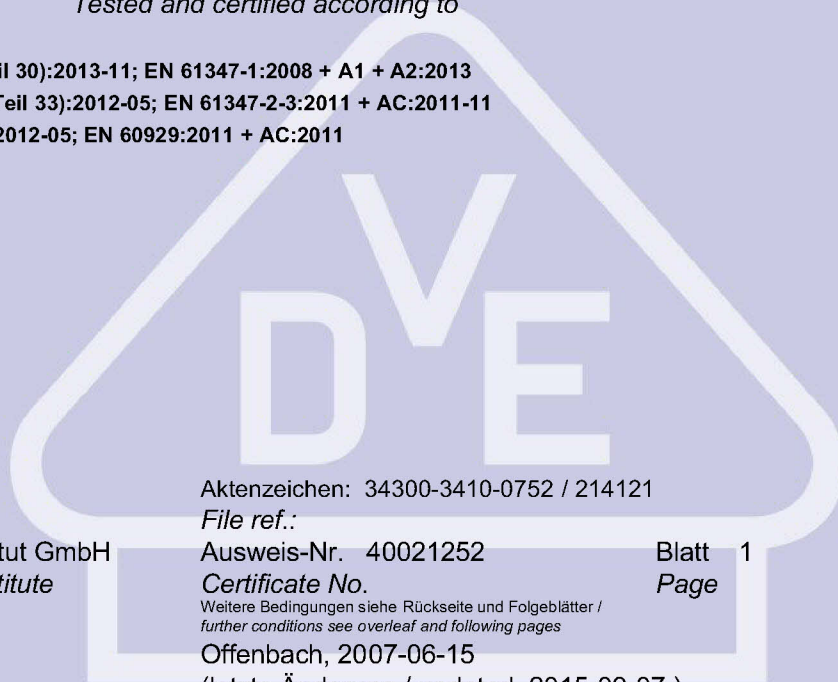 Tested and certified according to
30):2013-11; EN 61347-1:2008 + A1 + A2:2013
Teil 33):2012-05; EN 61347-2-3:2011 + AC:2011-11
2012-05; EN 60929:2011 + AC:2011
VDE
Aktenzeichen: 34300-3410-0752 / 214121
File ref.:
GmbH Ausweis-Nr. 40021252 Blatt 1
Certificate No. Page
Weitere Bedingungen siehe Rückseite und Folgeblätter /
further conditions see overleaf and following pages
Offenbach, 2007-06-15